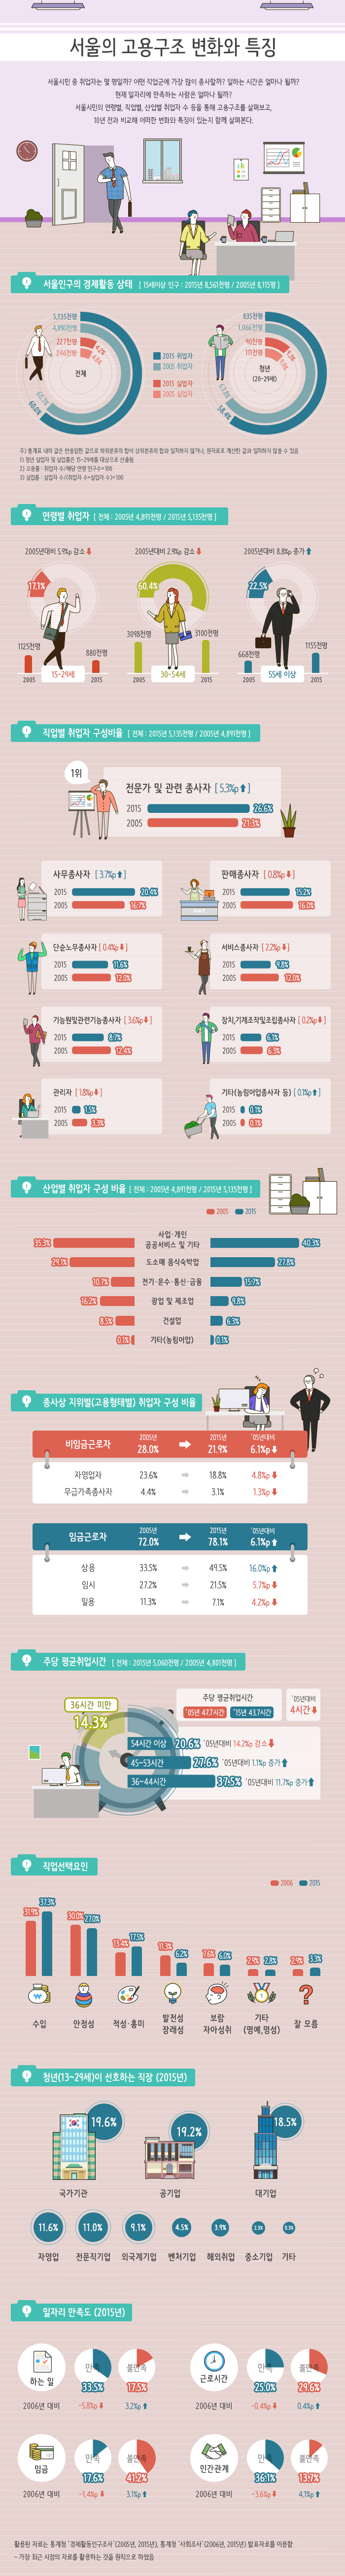 서울의 고용구조 변화와 특징
서울시민 중 취업자는 몇 명일까? 어떤 직업군에 가장 많이 종사할까? 일하는 시간은 얼마나 될까?
현재 일자리에 만족하는 사람은 얼마나 될까?
서울시민의 연령별, 직업별, 산업별 취업자 수 등을 통해 고용구조를 살펴보고,
10년 전과 비교해 어떠한 변화와 특징이 있는지 함께 살펴본다.
서울인구의 경제활동 상태 [ 15세이상 인구 : 2015년 8,561천명 / 2005년 8,115명 ]
5,135천명
4,890천명
227천명
246천명
4.2%
4.8%
전체
60.3%
60.0%
2015 취업자
2005 취업자
2015 실업자
2005 실업자
835천명
1,066천명
90천명
111천명
청년
(20~29세)
58.4%
주) 통계표 내의 값은 반올림한 값으로 하위분류의 합이 상위분류의 합과 일치하지 않거나, 원자료로 계산한 값과 일치하지 않을 수 있음
1) 청년 실업자 및 실업률은 15~29세를 대상으로 산출됨
2) 고용률 : 취업자 수/해당 연령 인구수×100
3) 실업률 : 실업자 수/(취업자 수+실업자 수)×100
연령별 취업자 [ 전체 : 2005년 4,891천명 / 2015년 5,135천명 ]
2005년대비 5.9%p 감소
17.1%
1125천명
880천명
2005 15~29세 2015
2005년대비 2.9%p 감소
60.4%
3098천명
3100천명
2005 30~54세 2015
2005년대비 8.8%p 증가
22.5%
668천명
1155천명
2005 55세 이상 2015
직업별 취업자 구성비율 [ 전체 : 2015년 5,135천명 / 2005년 4,891천명 ]
1위
전문가 및 관련 종사자 [ 5.3%p ]
2015 26.6%
2005 21.3%
사무종사자 [ 3.7%p ]
2015 20.4%
2005 16.7%
판매종사자 [ 0.8%p ]
2015 15.2%
2005 16.0%
단순노무종사자 [ 0.4%p ]
2015 11.6%
2005 12.0%
서비스종사자 [ 2.2%p ]
2015 9.8%
2005 12.0%
기능원및관련기능종사자 [ 3.6%p ]
2015 8.7%
2005 12.4%
장치,기계조작및조립종사자 [ 0.2%p ]
2015 6.1%
2005 6.3%
관리자 [ 1.8%p ]
2015 1.5%
2005 3.3%
기타(농림어업종사자 등) [ 0.1%p ]
2015 0.1%
2005 0.1%
산업별 취업자 구성 비율 [ 전체 : 2005년 4,891천명 / 2015년 5,135천명 ]
2005 2015
35.3% 사업·개인 공공서비스 및 기타 40.3%
29.1% 도소매 음식숙박업 27.8%
10.7% 전기·운수·통신·금융 15.7%
16.2% 광업 및 제조업 9.8%
8.5% 건설업 6.3%
0.1% 기타(농림어업) 0.1%
종사상 지위별(고용형태별) 취업자 구성 비율
비임금근로자 2005년 28.0% 2015년 21.9% '05년대비 6.1%p
자영업자 23.6% 18.8% 4.8%p
무급가족종사자 4.4% 3.1% 1.3%p
임금근로자 2005년 72.0% 2015년 78.1% '05년대비 6.1%p
상용 33.5% 49.5% 16.0%p
임시 27.2% 21.5% 5.7%p
일용 11.3% 7.1% 4.2%p
주당 평균취업시간 [ 전체 : 2015년 5,060천명 / 2005년 4,801천명 ]
36시간 미만
14.3%
주당 평균취업시간
'05년 47.7시간 '15년 43.7시간
'05년대비
4시간
54시간 이상 20.6% '05년대비 14.2%p 감소
45~53시간 27.6% '05년대비 1.1%p 증가
36~44시간 37.5% '05년대비 11.7%p 증가
직업선택요인
2006 2015
31.9% 37.3%
30.0% 27.0%
13.4% 17.5%
11.3% 6.2%
7.6% 6.0%
2.9% 2.8%
2.9% 3.3%
수입
안정성
적성·흥미
발전성
장래성
보람
자아성취
기타
(명예,명성)
잘 모름
청년(13~29세)이 선호하는 직장 (2015년)
19.6%
국가기관
19.2%
공기업
18.5%
대기업
11.6%
자영업
11.0%
전문직기업
9.1%
외국계기업
4.5%
벤처기업
3.9%
해외취업
중소기업
기타
일자리 만족도 (2015년)
하는 일
만족
33.5%
불만족
17.5%
2006년 대비 -5.8%p 3.2%p
근로시간
만족
25.0%
불만족
29.6%
2006년 대비 -0.4%p 0.4%p
임금
만족
17.6%
불만족
41.2%
2006년 대비 -1.4%p 3.1%p
인간관계
만족
36.1%
불만족
13.7%
2006년 대비 -3.6%p 4.1%p
활용된 자료는 통계청 '경제활동인구조사'(2005년, 2015년), 통계청 '사회조사'(2006년, 2015년) 발표자료를 이용함
- 가장 최근 시점의 자료를 활용하는 것을 원칙으로 하였음